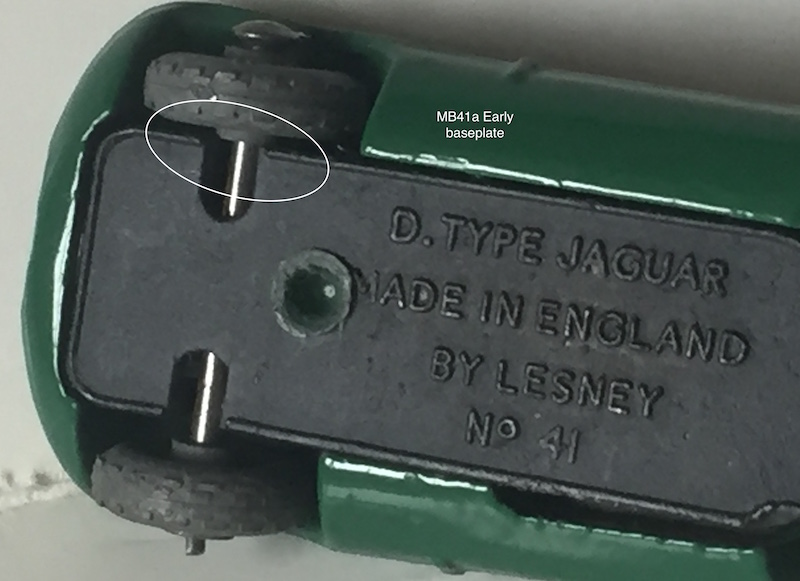 MB41a Early
baseplate
D. TYPE JAGUAR
MADE IN ENGLAND
BY LESNEY
Nº 41